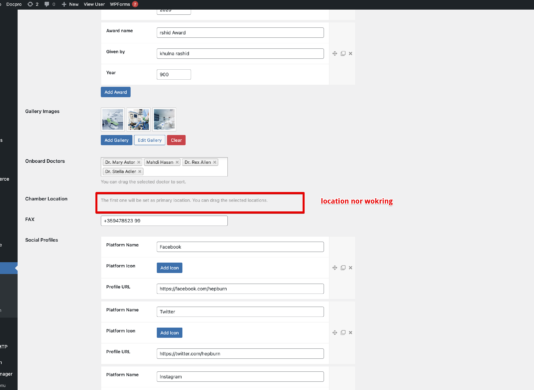 Docpro 2 0 + New View User WPForms
Award name rshid Award
Given by khulna rashid
Year 900
Add Award
Gallery Images
Add Gallery Edit Gallery Clear
Onboard Doctors Dr. Mary Astor × Mahdi Hasan × Dr. Rex Allen ×
Dr. Stella Adler ×
You can drag the selected doctor to sort.
Chamber Location The first one will be set as primary location. You can drag the selected locations. location nor wokring
FAX +359478523 99
Social Profiles Platform Name Facebook
Platform Icon Add Icon
Profile URL https://facebook.com/hepburn
Platform Name Twitter
Platform Icon Add Icon
Profile URL https://twitter.com/hepburn
Platform Name Instagram